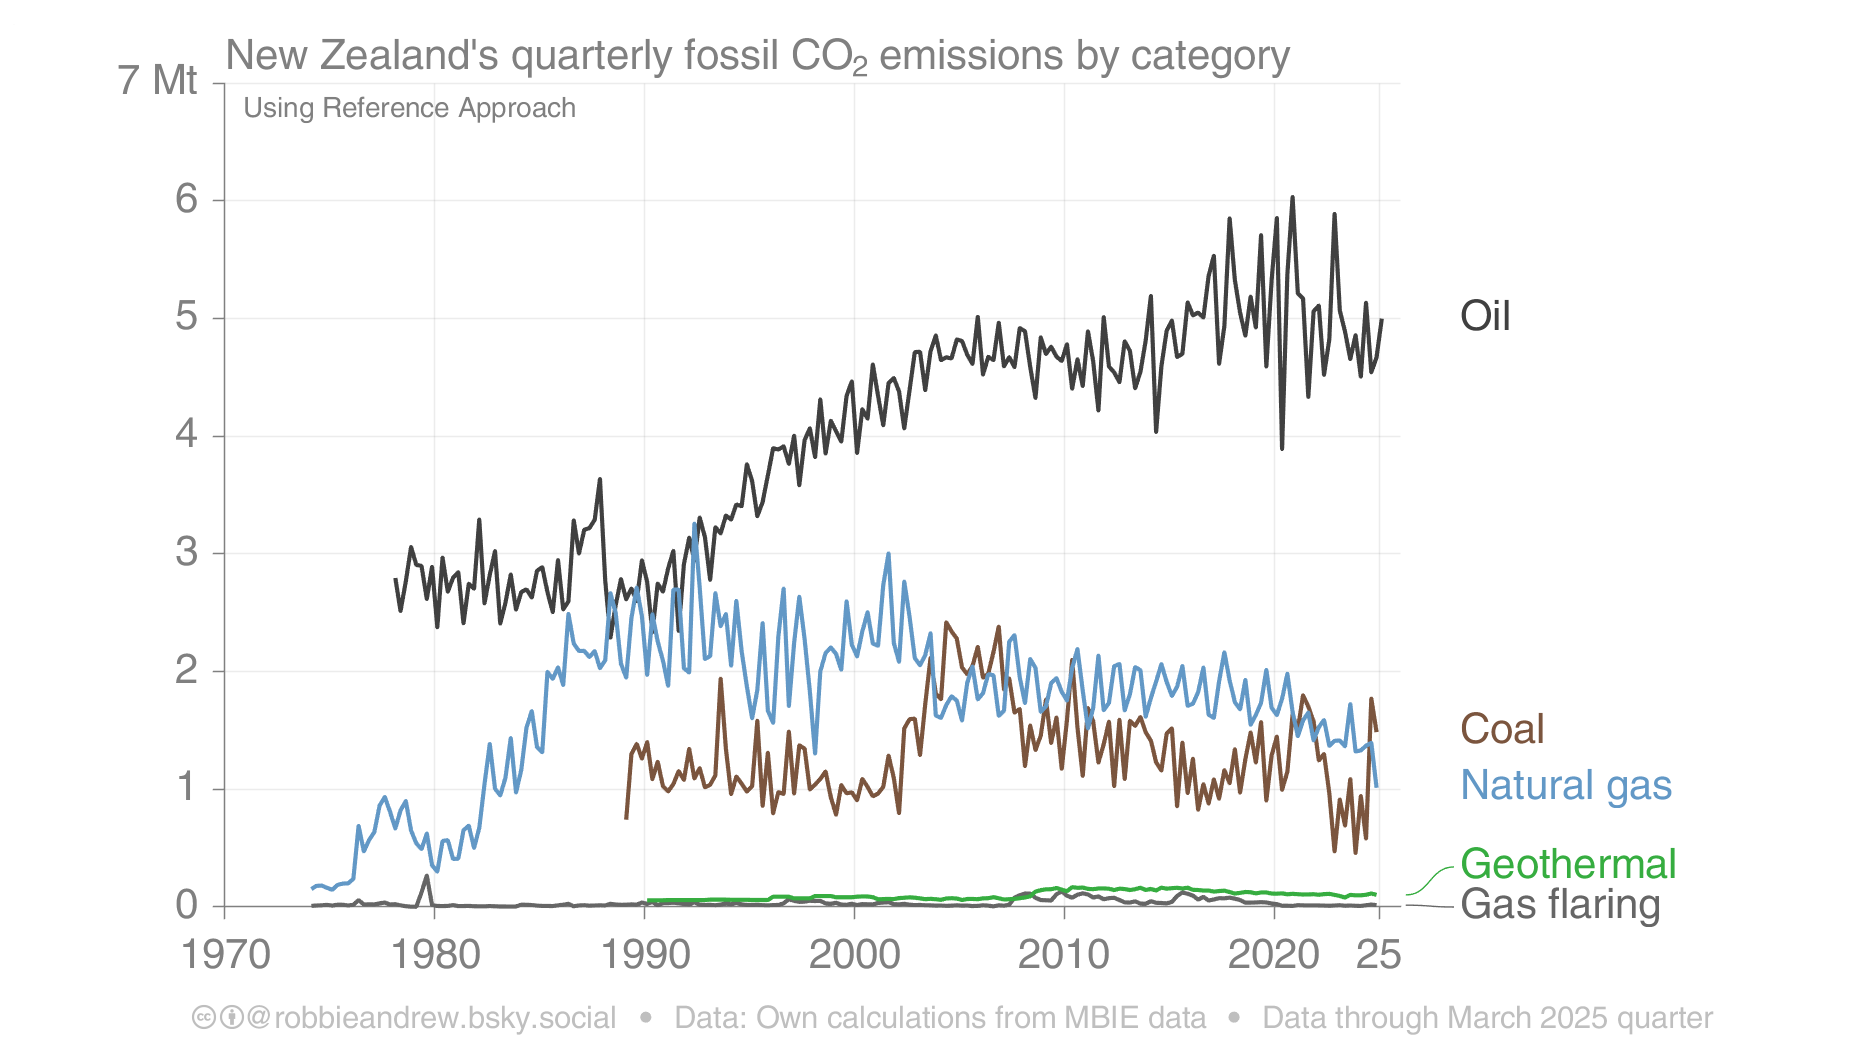 New Zealand's quarterly fossil CO₂ emissions by category
7 Mt
Using Reference Approach
6
5
Oil
4
3
2
Coal
1
Natural gas
Geothermal
0
Gas flaring
1970 1980 1990 2000 2010 2020 25
cc @robbieandrew.bsky.social • Data: Own calculations from MBIE data • Data through March 2025 quarter